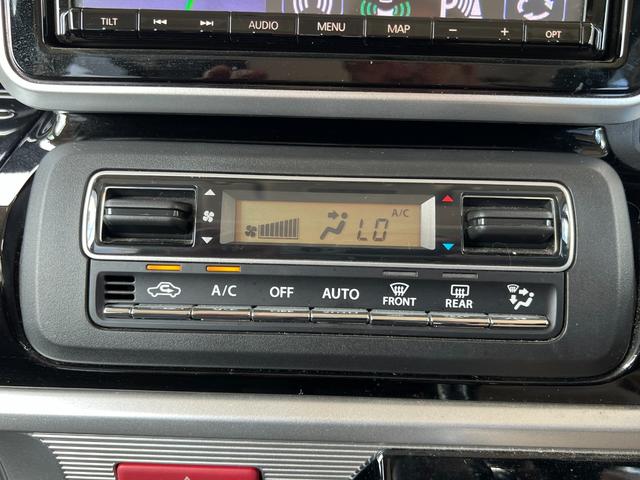 TILT AUDIO MENU MAP − + OPT
A/C
LO
A/C OFF AUTO FRONT REAR